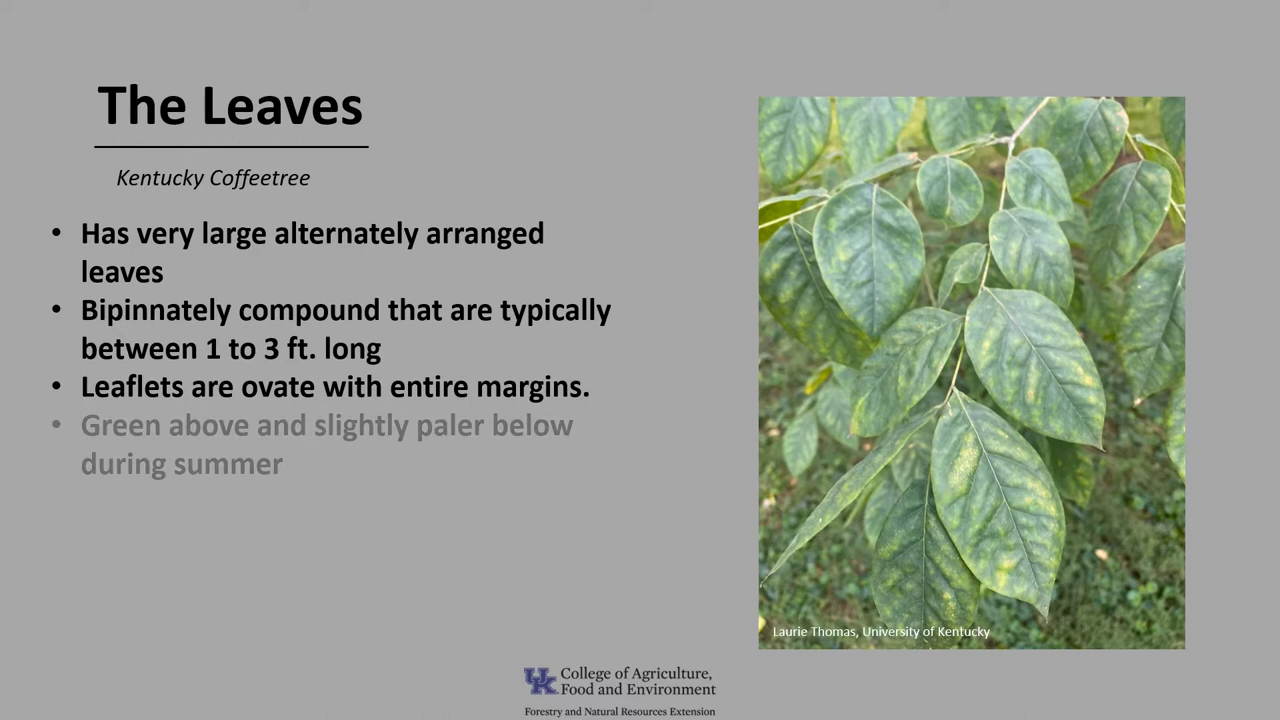 The Leaves
Kentucky Coffeetree
• Has very large alternately arranged
leaves
• Bipinnately compound that are typically
between 1 to 3 ft. long
• Leaflets are ovate with entire margins.
• Green above and slightly paler below
during summer
Laurie Thomas, University of Kentucky
UK
College of Agriculture,
Food and Environment
Forestry and Natural Resources Extension